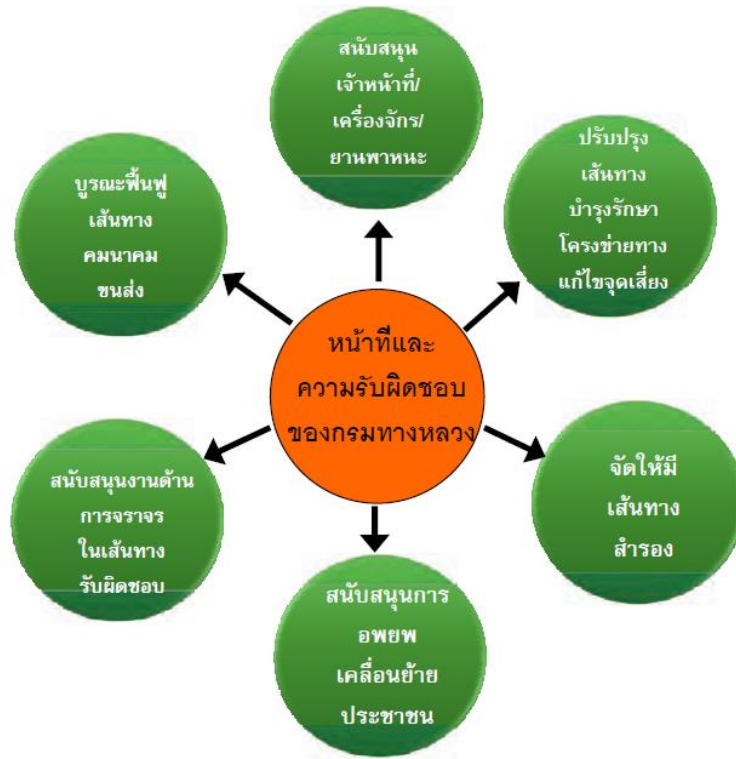 สนับสนุน
เจ้าหน้าที่/
เครื่องจักร/
ยานพาหนะ
ปรับปรุง
เส้นทาง
บำรุงรักษา
โครงข่ายทาง
แก้ไขจุดเสี่ยง
บูรณะฟื้นฟู
เส้นทาง
คมนาคม
ขนส่ง
หน้าที่และ
ความรับผิดชอบ
ของกรมทางหลวง
สนับสนุนงานด้าน
การจราจร
ในเส้นทาง
รับผิดชอบ
จัดให้มี
เส้นทาง
สำรอง
สนับสนุนการ
อพยพ
เคลื่อนย้าย
ประชาชน